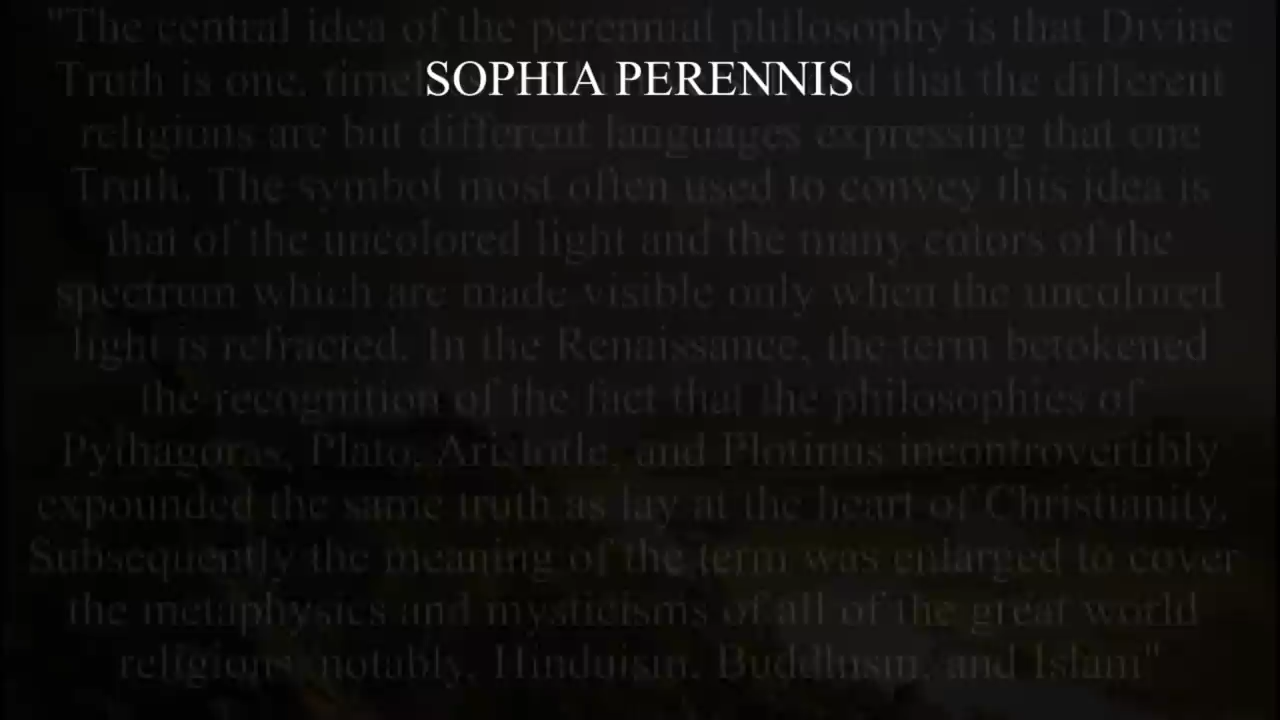 "The central idea of the perennial philosophy is that Divine
SOPHIA PERENNIS
Truth is one, that the different
religions are but different languages expressing that one
Truth. The symbol most often used to convey this idea is
that of the uncolored light and the many colors of the
spectrum which are made visible only when the uncolored
light is refracted. In the Renaissance, the term betokened
the recognition of the fact that the philosophies of
Pythagoras, Plato, Aristotle, and Plotinus incontrovertibly
expounded the same truth as lay at the heart of Christianity.
Subsequently the meaning of the term was enlarged to cover
the metaphysics and mysticisms of all of the great world
religions, notably, Hinduism, Buddhism, and Islam"